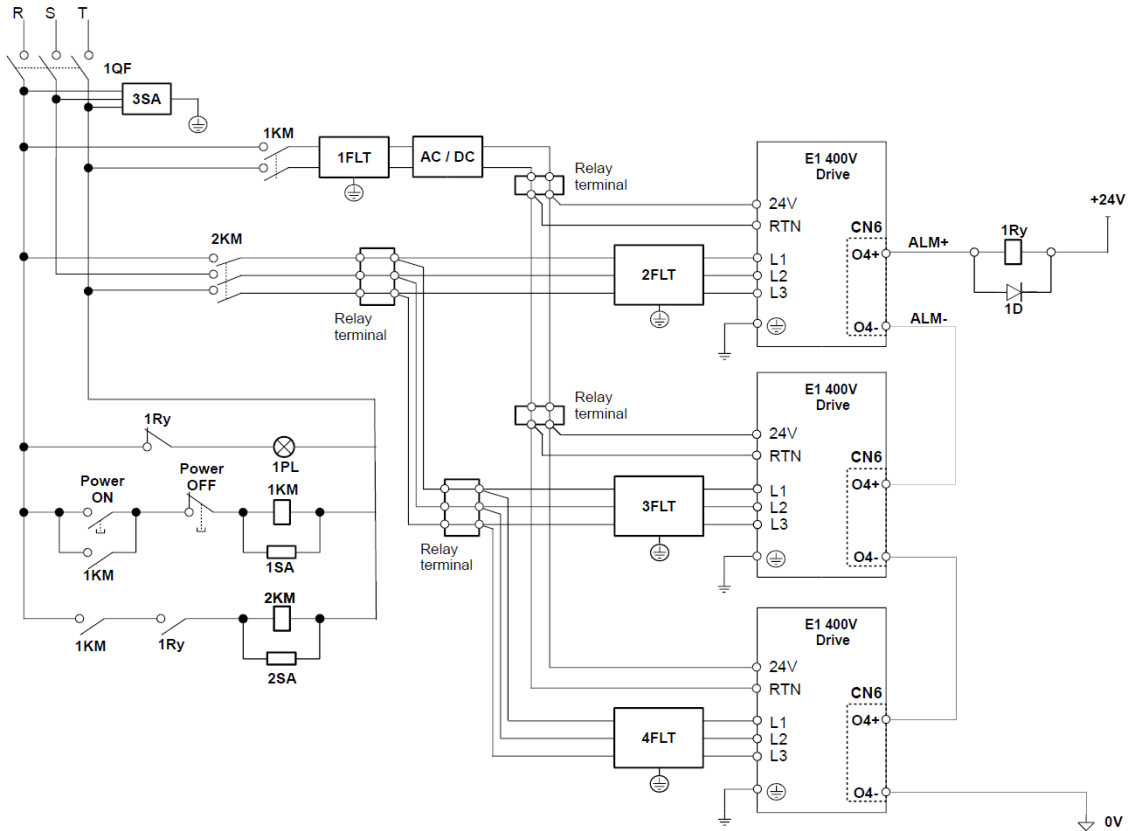 R S T
1QF
3SA
1KM
1FLT
AC / DC
Relay
terminal
E1 400V
Drive
24V
RTN
CN6
+24V
2KM
2FLT
L1
L2
L3
O4+
ALM+
1Ry
1D
Relay
terminal
O4-
ALM-
E1 400V
Drive
Relay
terminal
24V
RTN
CN6
1Ry
1PL
Power
ON
Power
OFF
1KM
1KM
1SA
3FLT
L1
L2
L3
O4+
Relay
terminal
O4-
2KM
1KM
1Ry
2SA
E1 400V
Drive
24V
RTN
CN6
4FLT
L1
L2
L3
O4+
O4-
0V